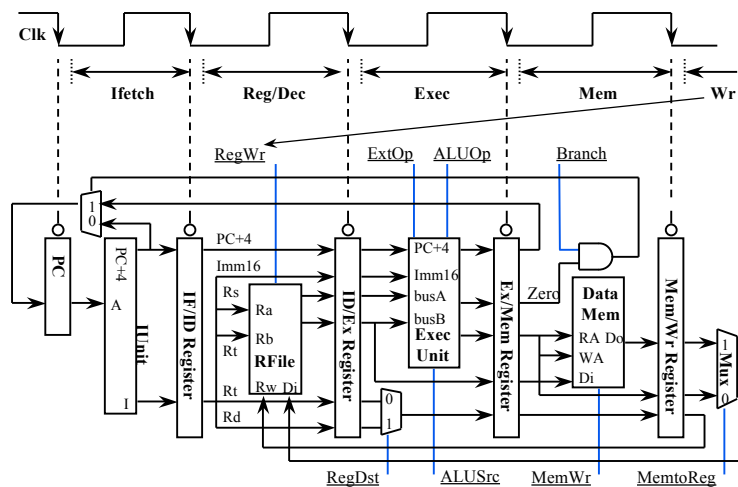 Clk
Ifetch
Reg/Dec
Exec
Mem
Wr
RegWr
ExtOp
ALUOp
Branch
1
0
PC
PC+4
A
I
IUnit
IF/ID Register
PC+4
Imm16
Rs
Rt
Rt
Rd
Ra
Rb
RFile
Rw Di
ID/Ex Register
PC+4
Imm16
busA
busB
Exec
Unit
0
1
Ex/Mem Register
Zero
Data
Mem
RA Do
WA
Di
Mem/Wr Register
1
Mux
0
RegDst
ALUSrc
MemWr
MemtoReg